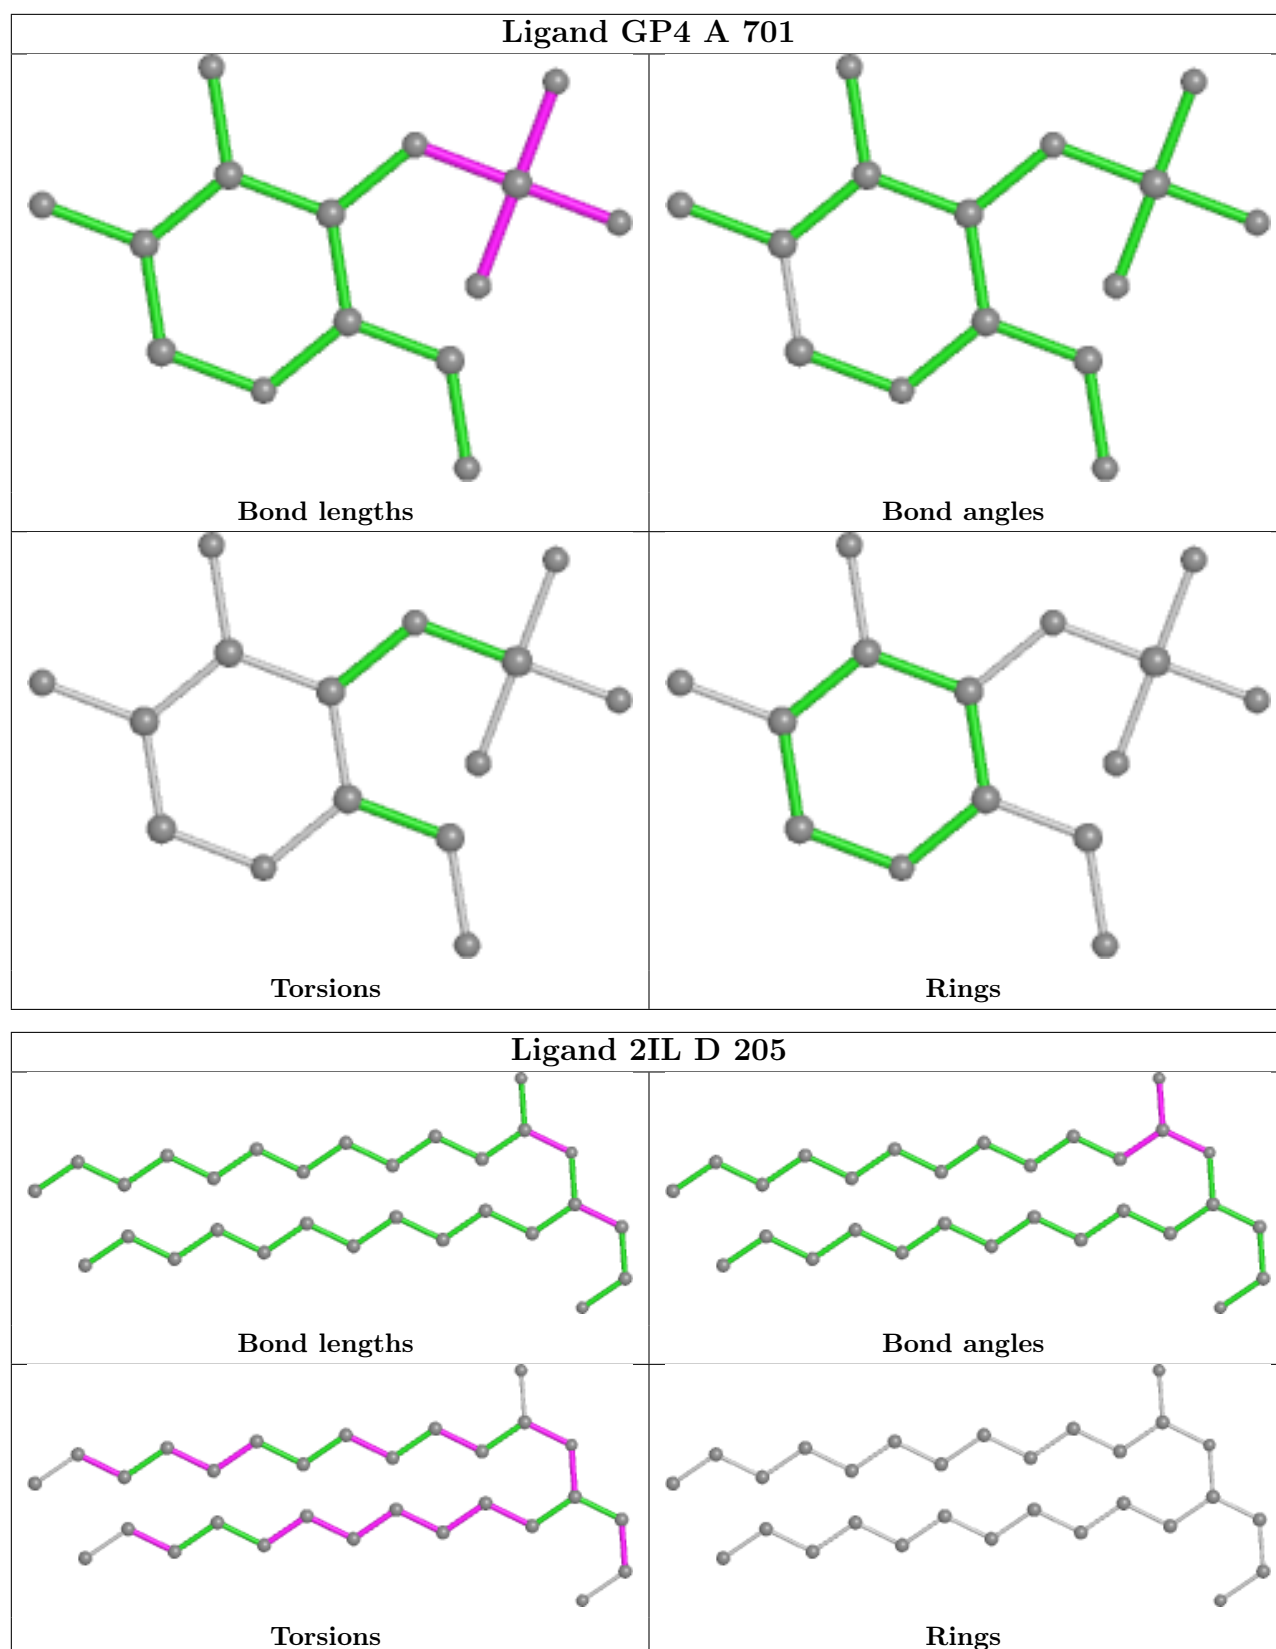 Ligand GP4 A 701
Bond lengths
Bond angles
Torsions
Rings
Ligand 2IL D 205
Bond lengths
Bond angles
Torsions
Rings